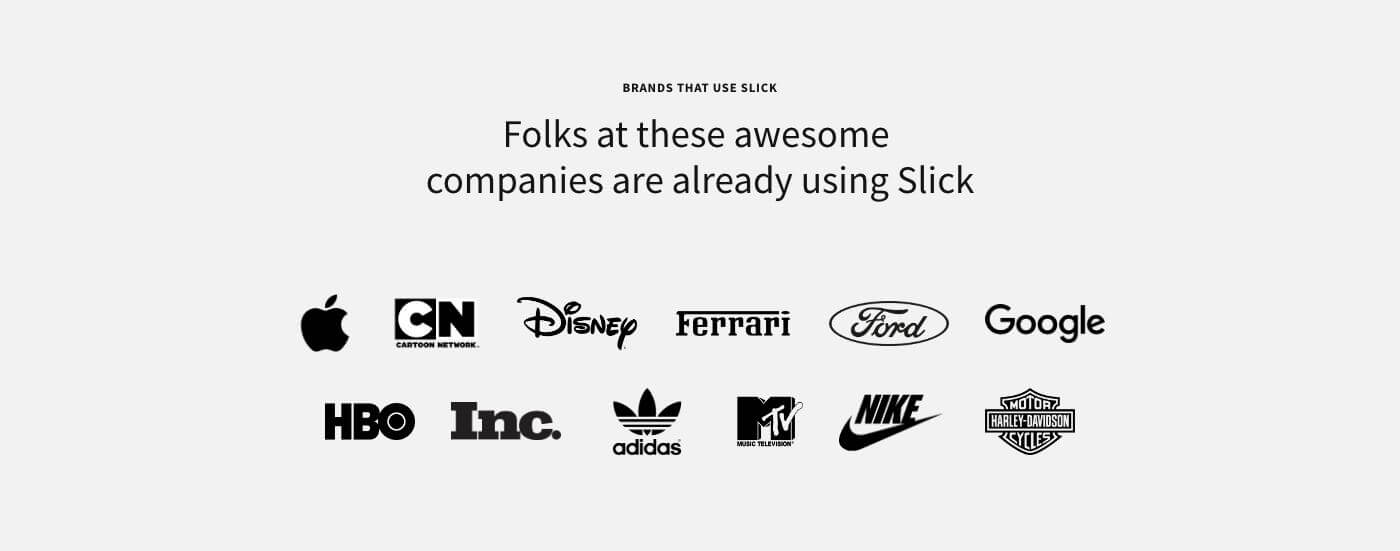 BRANDS THAT USE SLICK
Folks at these awesome
companies are already using Slick
CN
CARTOON NETWORK™
Disney
Ferrari
Ford
Google
HBO
Inc.
adidas
MTV
MUSIC TELEVISION®
NIKE
MOTOR
HARLEY-DAVIDSON
CYCLES